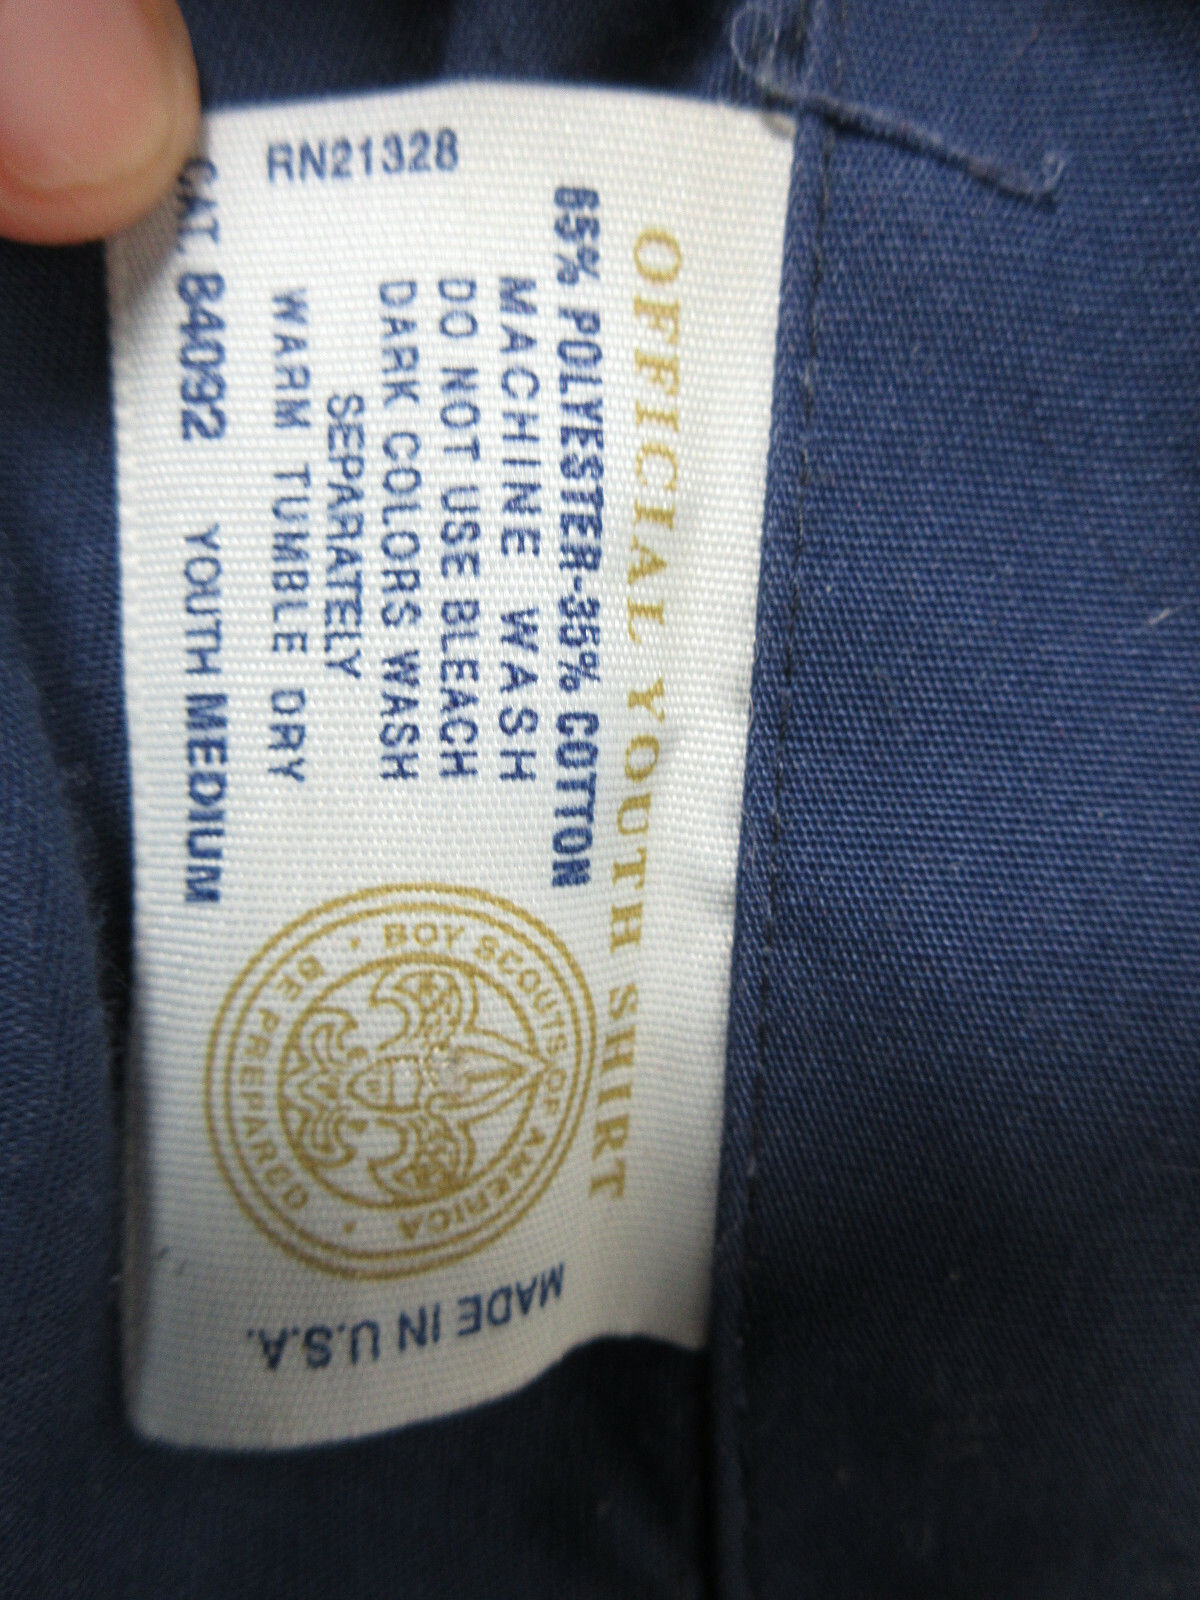 OFFICIAL YOUTH SHIRT
65% POLYESTER-35% COTTON
MACHINE WASH
DO NOT USE BLEACH
DARK COLORS WASH
SEPARATELY
WARM TUMBLE DRY
CAT. 84092 YOUTH MEDIUM
RN21328
BOY SCOUTS OF AMERICA
BE PREPARED
MADE IN U.S.A.